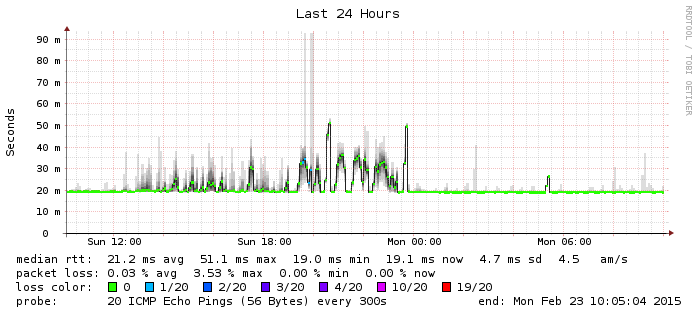 Last 24 Hours
RRDTOOL / TOBI OETIKER
Seconds
90 m
80 m
70 m
60 m
50 m
40 m
30 m
20 m
10 m
0 m
Sun 12:00 Sun 18:00 Mon 00:00 Mon 06:00
median rtt: 21.2 ms avg 51.1 ms max 19.0 ms min 19.1 ms now 4.7 ms sd 4.5 am/s
packet loss: 0.03 % avg 3.53 % max 0.00 % min 0.00 % now
loss color: 0 1/20 2/20 3/20 4/20 10/20 19/20
probe: 20 ICMP Echo Pings (56 Bytes) every 300s end: Mon Feb 23 10:05:04 2015